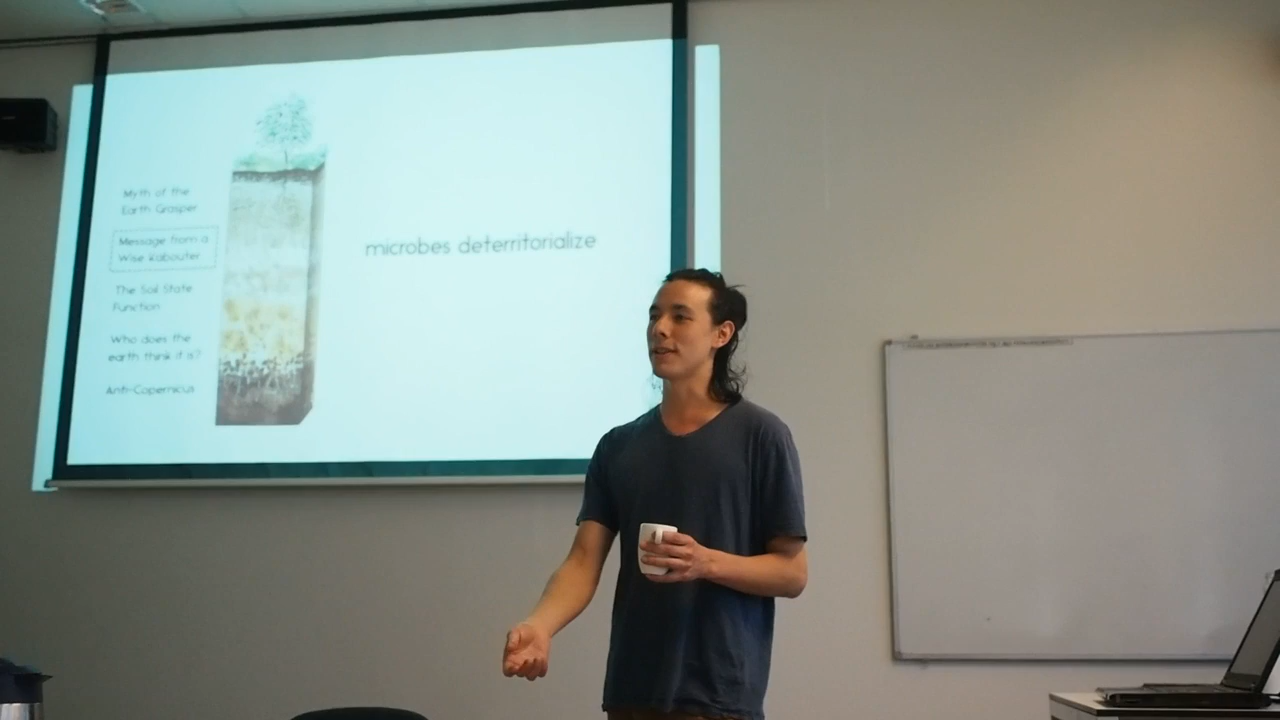 Myth of the
Earth Grasper
Message from a
Wise Kabouter
The Soil State
Function
Who does the
earth think it is?
Anti-Copernicus
microbes deterritorialize